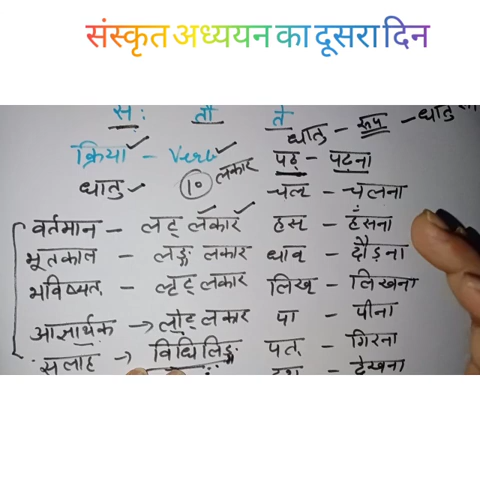 संस्कृत अध्ययन का दूसरा दिन
सः तौ ते
धातु - रूप - धातु
क्रिया - Verb
पठ् - पढ़ना
धातु
१० लकार
चल - चलना
वर्तमान - लट् लकार
हस - हँसना
भूतकाल - लङ्ग लकार
धाव् - दौड़ना
भविष्यत् - लृट् लकार
लिख् - लिखना
आज्ञार्थक → लोट् लकार
पा - पीना
सलाह → विधिलिङ्ग
पत् - गिरना
- देखना